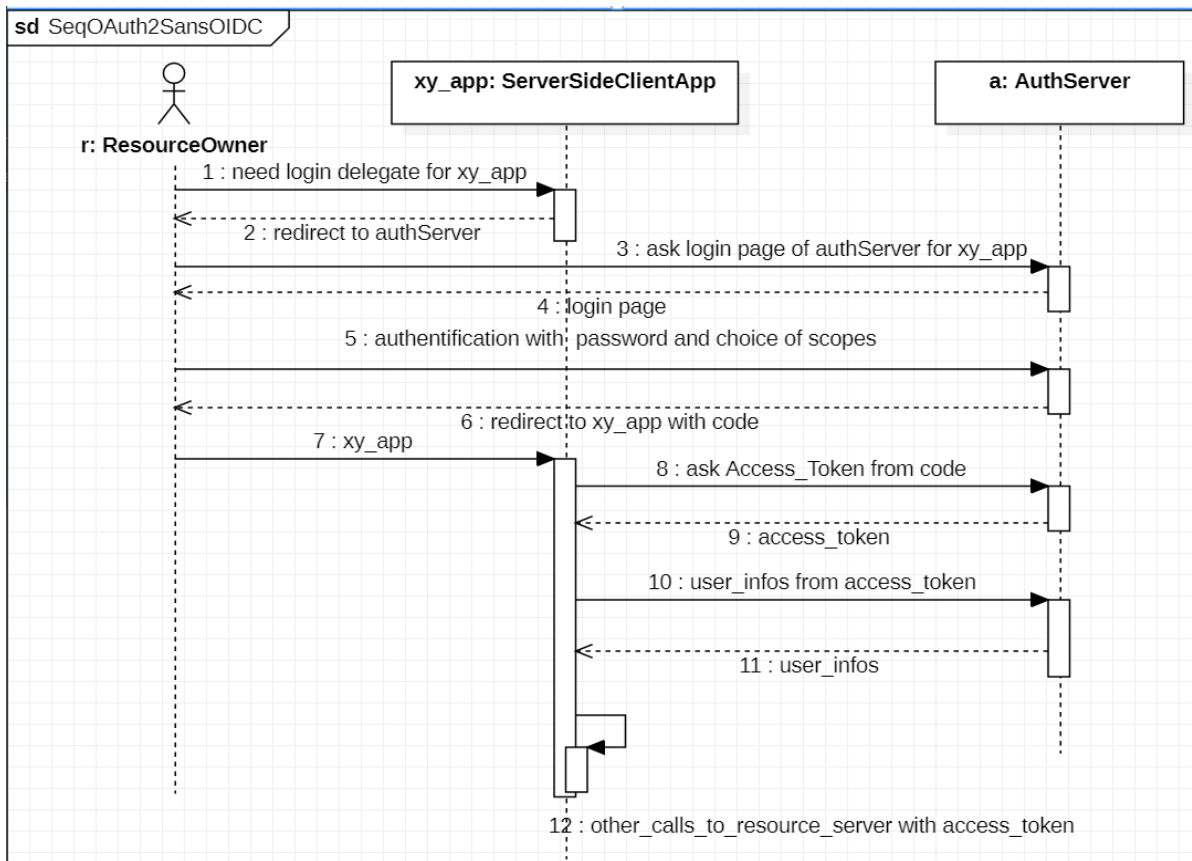 sd SeqOAuth2SansOIDC
xy_app: ServerSideClientApp
a: AuthServer
r: ResourceOwner
1 : need login delegate for xy_app
2 : redirect to authServer
3 : ask login page of authServer for xy_app
4 : login page
5 : authentification with password and choice of scopes
6 : redirect to xy_app with code
7 : xy_app
8 : ask Access_Token from code
9 : access_token
10 : user_infos from access_token
11 : user_infos
12 : other_calls_to_resource_server with access_token